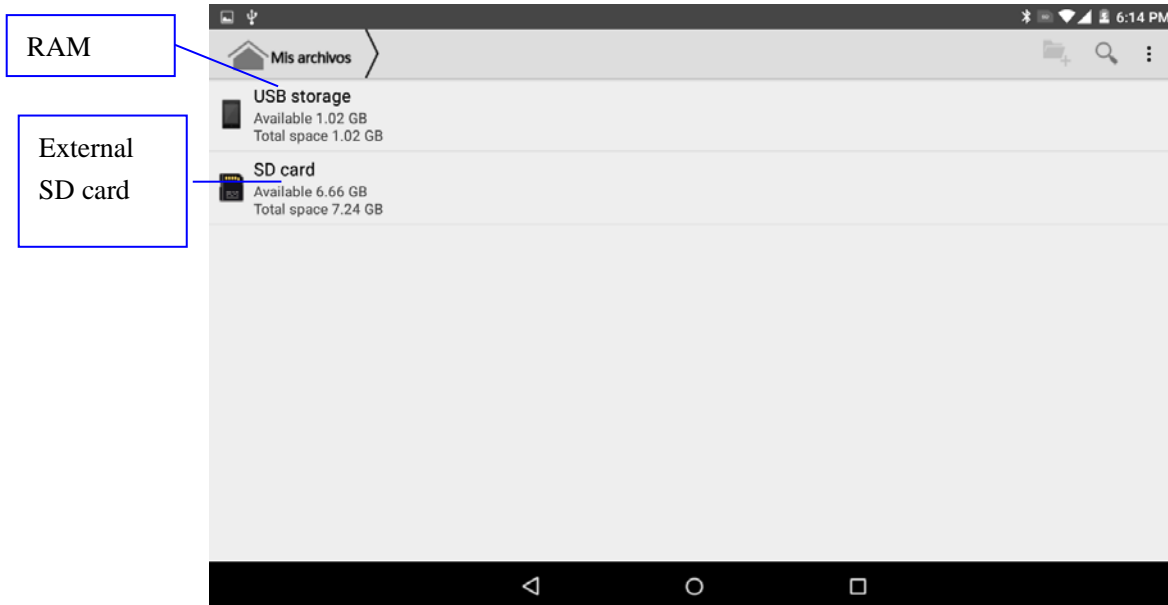 6:14 PM
RAM
Mis archivos
USB storage
Available 1.02 GB
Total space 1.02 GB
External
SD card
SD card
Available 6.66 GB
Total space 7.24 GB